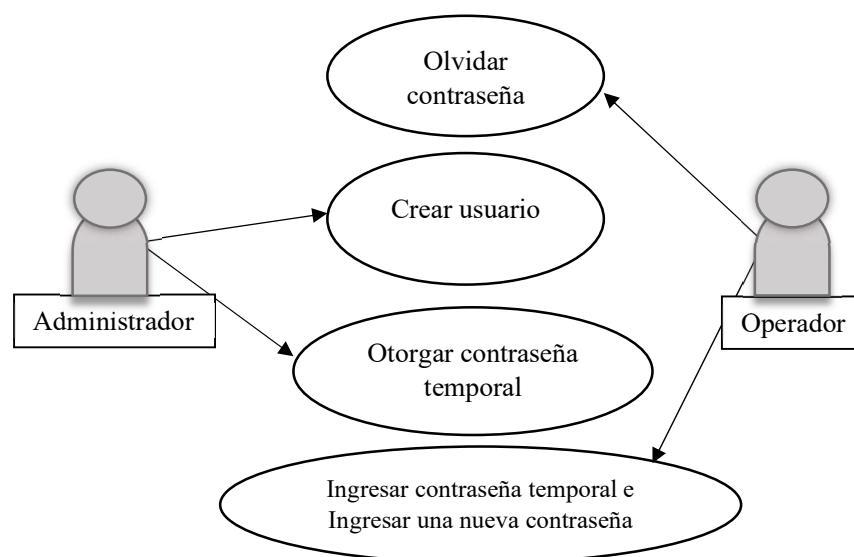 Olvidar
contraseña
Crear usuario
Administrador
Operador
Otorgar contraseña
temporal
Ingresar contraseña temporal e
Ingresar una nueva contraseña